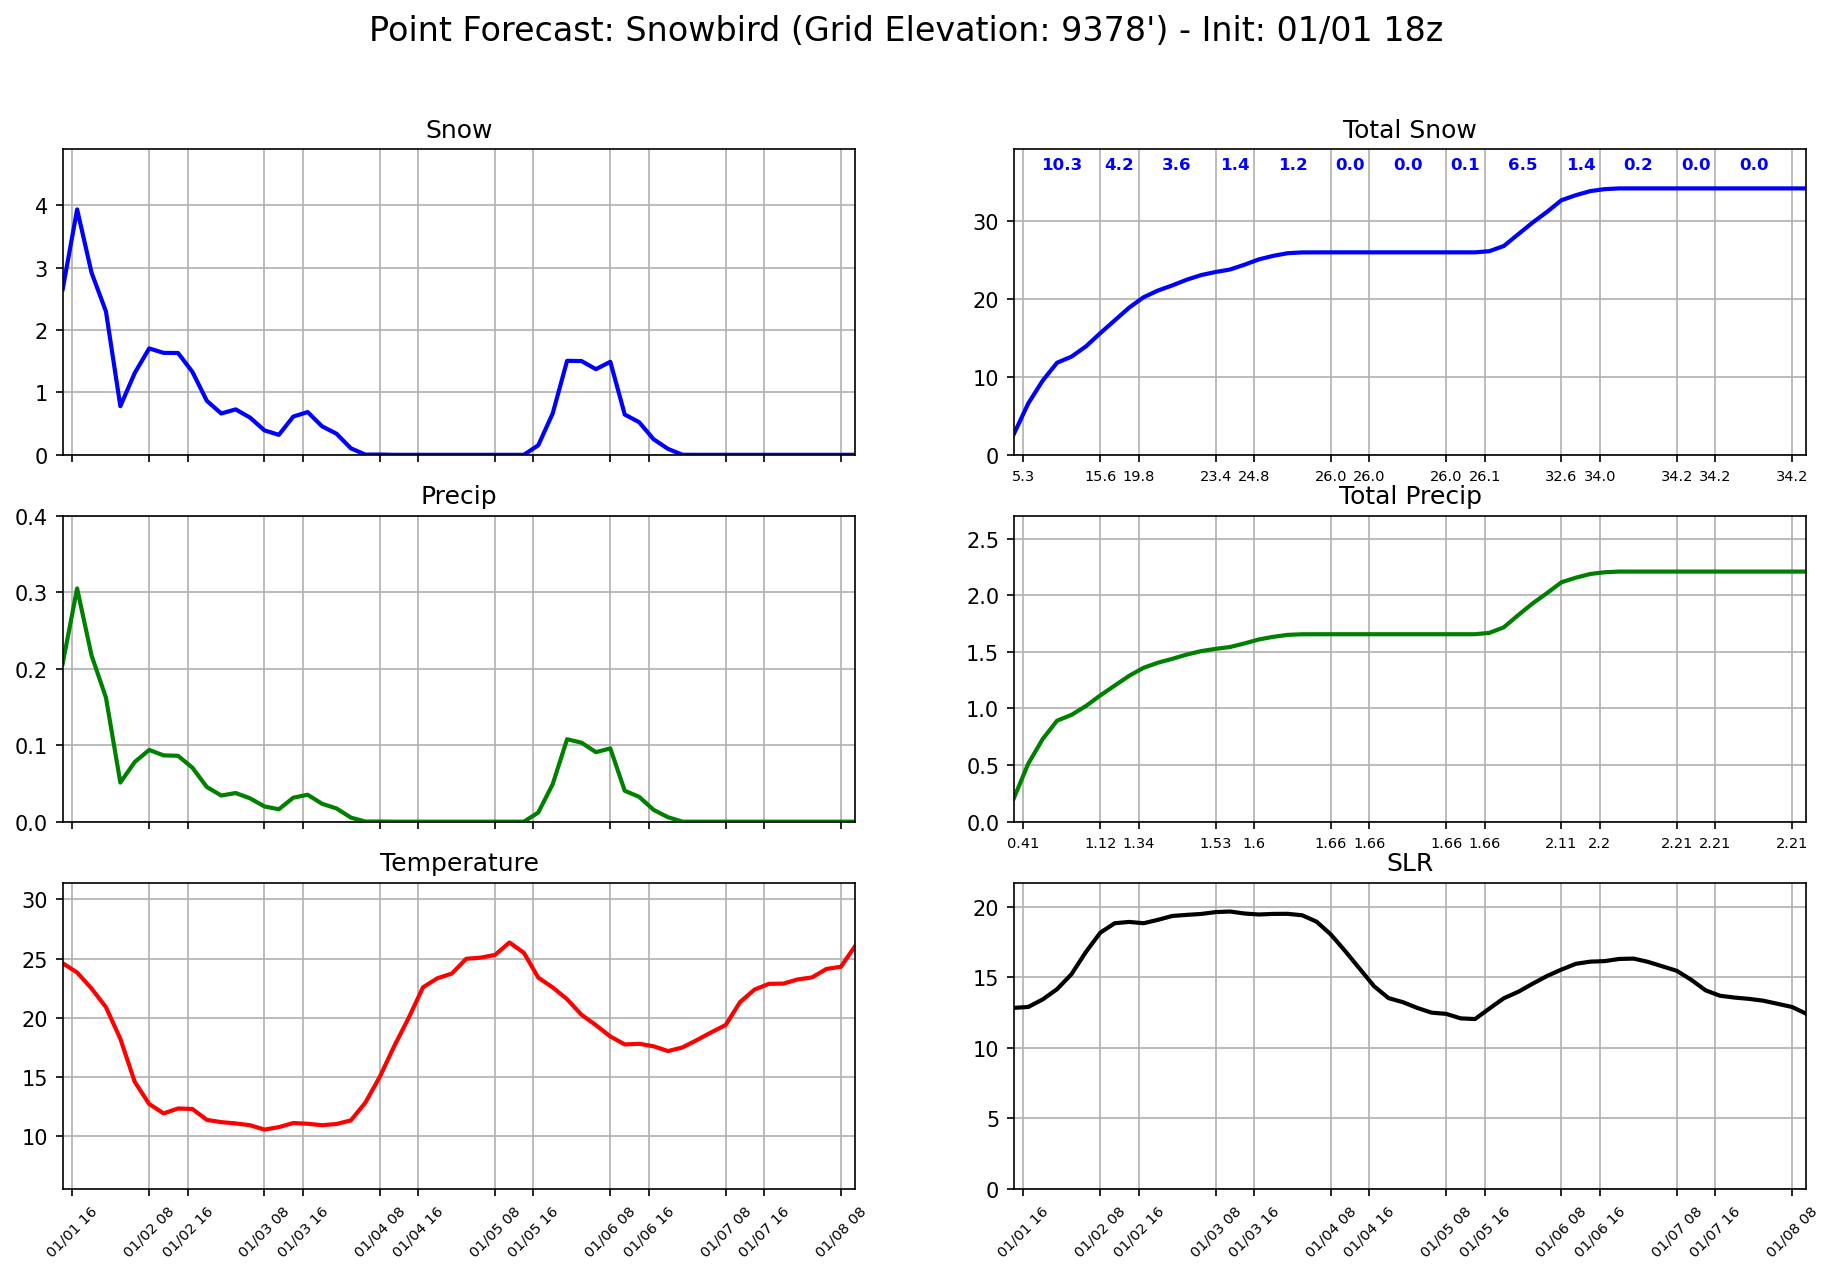 Point Forecast: Snowbird (Grid Elevation: 9378') - Init: 01/01 18z
Snow
4
3
2
1
0
Total Snow
10.3 4.2 3.6 1.4 1.2 0.0 0.0 0.1 6.5 1.4 0.2 0.0 0.0
30
20
10
0
5.3 15.6 19.8 23.4 24.8 26.0 26.0 26.0 26.1 32.6 34.0 34.2 34.2 34.2
Precip
0.4
0.3
0.2
0.1
0.0
Total Precip
2.5
2.0
1.5
1.0
0.5
0.0
0.41 1.12 1.34 1.53 1.6 1.66 1.66 1.66 1.66 2.11 2.2 2.21 2.21 2.21
Temperature
30
25
20
15
10
01/01 16 01/02 08 01/02 16 01/03 08 01/03 16 01/04 08 01/04 16 01/05 08 01/05 16 01/06 08 01/06 16 01/07 08 01/07 16 01/08 08
SLR
20
15
10
5
0
01/01 16 01/02 08 01/02 16 01/03 08 01/03 16 01/04 08 01/04 16 01/05 08 01/05 16 01/06 08 01/06 16 01/07 08 01/07 16 01/08 08